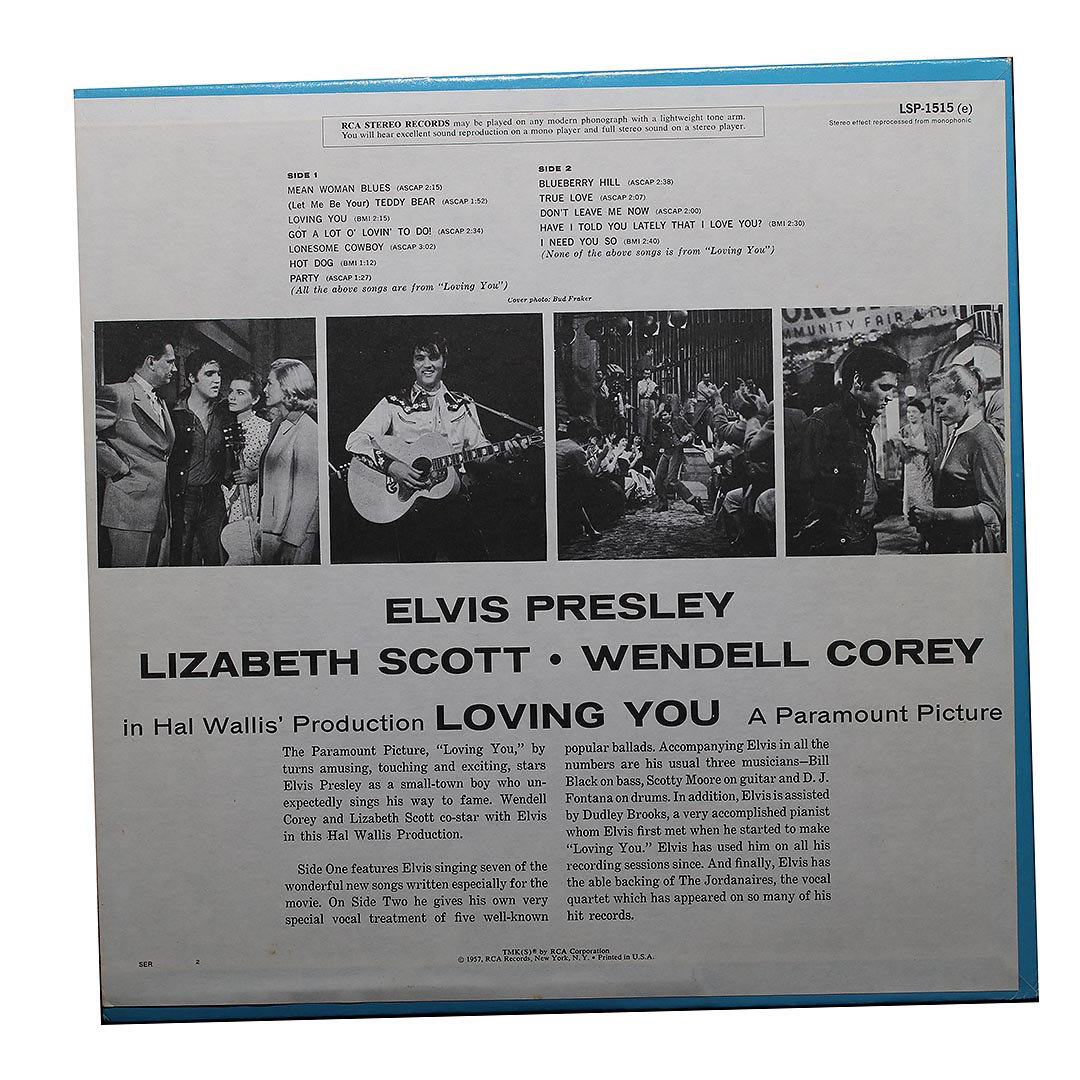 LSP-1515 (e)
Stereo effect reprocessed from monophonic
RCA STEREO RECORDS may be played on any modern phonograph with a lightweight tone arm.
You will hear excellent sound reproduction on a mono player and full stereo sound on a stereo player.
SIDE 1
MEAN WOMAN BLUES (ASCAP 2:15)
(Let Me Be Your) TEDDY BEAR (ASCAP 1:52)
LOVING YOU (BMI 2:15)
GOT A LOT O' LOVIN' TO DO! (ASCAP 2:34)
LONESOME COWBOY (ASCAP 3:02)
HOT DOG (BMI 1:12)
PARTY (ASCAP 1:27)
(All the above songs are from "Loving You")
SIDE 2
BLUEBERRY HILL (ASCAP 2:38)
TRUE LOVE (ASCAP 2:07)
DON'T LEAVE ME NOW (ASCAP 2:00)
HAVE I TOLD YOU LATELY THAT I LOVE YOU? (BMI 2:30)
I NEED YOU SO (BMI 2:40)
(None of the above songs is from "Loving You")
Cover photo: Bud Fraker
MMUNITY FAIR
ELVIS PRESLEY
LIZABETH SCOTT • WENDELL COREY
in Hal Wallis' Production LOVING YOU A Paramount Picture
The Paramount Picture, "Loving You," by
turns amusing, touching and exciting, stars
Elvis Presley as a small-town boy who un-
expectedly sings his way to fame. Wendell
Corey and Lizabeth Scott co-star with Elvis
in this Hal Wallis Production.
Side One features Elvis singing seven of the
wonderful new songs written especially for the
movie. On Side Two he gives his own very
special vocal treatment of five well-known
popular ballads. Accompanying Elvis in all the
numbers are his usual three musicians—Bill
Black on bass, Scotty Moore on guitar and D. J.
Fontana on drums. In addition, Elvis is assisted
by Dudley Brooks, a very accomplished pianist
whom Elvis first met when he started to make
"Loving You." Elvis has used him on all his
recording sessions since. And finally, Elvis has
the able backing of The Jordanaires, the vocal
quartet which has appeared on so many of his
hit records.
TMK(S)® by RCA Corporation
© 1957, RCA Records, New York, N. Y. • Printed in U.S.A.
SER 2